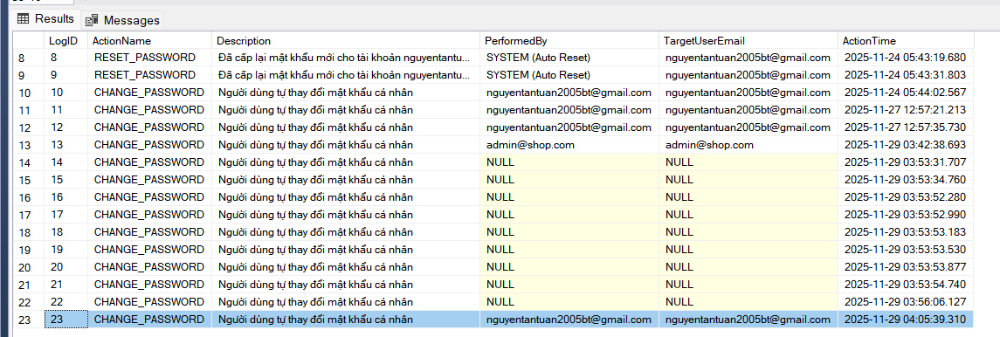 Results Messages
LogID ActionName Description PerformedBy TargetUserEmail ActionTime
8 8 RESET_PASSWORD Đã cấp lại mật khẩu mới cho tài khoản nguyentantu... SYSTEM (Auto Reset) nguyentantuan2005bt@gmail.com 2025-11-24 05:43:19.680
9 9 RESET_PASSWORD Đã cấp lại mật khẩu mới cho tài khoản nguyentantu... SYSTEM (Auto Reset) nguyentantuan2005bt@gmail.com 2025-11-24 05:43:31.803
10 10 CHANGE_PASSWORD Người dùng tự thay đổi mật khẩu cá nhân nguyentantuan2005bt@gmail.com nguyentantuan2005bt@gmail.com 2025-11-24 05:44:02.567
11 11 CHANGE_PASSWORD Người dùng tự thay đổi mật khẩu cá nhân nguyentantuan2005bt@gmail.com nguyentantuan2005bt@gmail.com 2025-11-27 12:57:21.213
12 12 CHANGE_PASSWORD Người dùng tự thay đổi mật khẩu cá nhân nguyentantuan2005bt@gmail.com nguyentantuan2005bt@gmail.com 2025-11-27 12:57:35.730
13 13 CHANGE_PASSWORD Người dùng tự thay đổi mật khẩu cá nhân admin@shop.com admin@shop.com 2025-11-29 03:42:38.693
14 14 CHANGE_PASSWORD Người dùng tự thay đổi mật khẩu cá nhân NULL NULL 2025-11-29 03:53:31.707
15 15 CHANGE_PASSWORD Người dùng tự thay đổi mật khẩu cá nhân NULL NULL 2025-11-29 03:53:34.760
16 16 CHANGE_PASSWORD Người dùng tự thay đổi mật khẩu cá nhân NULL NULL 2025-11-29 03:53:52.280
17 17 CHANGE_PASSWORD Người dùng tự thay đổi mật khẩu cá nhân NULL NULL 2025-11-29 03:53:52.990
18 18 CHANGE_PASSWORD Người dùng tự thay đổi mật khẩu cá nhân NULL NULL 2025-11-29 03:53:53.183
19 19 CHANGE_PASSWORD Người dùng tự thay đổi mật khẩu cá nhân NULL NULL 2025-11-29 03:53:53.530
20 20 CHANGE_PASSWORD Người dùng tự thay đổi mật khẩu cá nhân NULL NULL 2025-11-29 03:53:53.877
21 21 CHANGE_PASSWORD Người dùng tự thay đổi mật khẩu cá nhân NULL NULL 2025-11-29 03:53:54.740
22 22 CHANGE_PASSWORD Người dùng tự thay đổi mật khẩu cá nhân NULL NULL 2025-11-29 03:56:06.127
23 23 CHANGE_PASSWORD Người dùng tự thay đổi mật khẩu cá nhân nguyentantuan2005bt@gmail.com nguyentantuan2005bt@gmail.com 2025-11-29 04:05:39.310